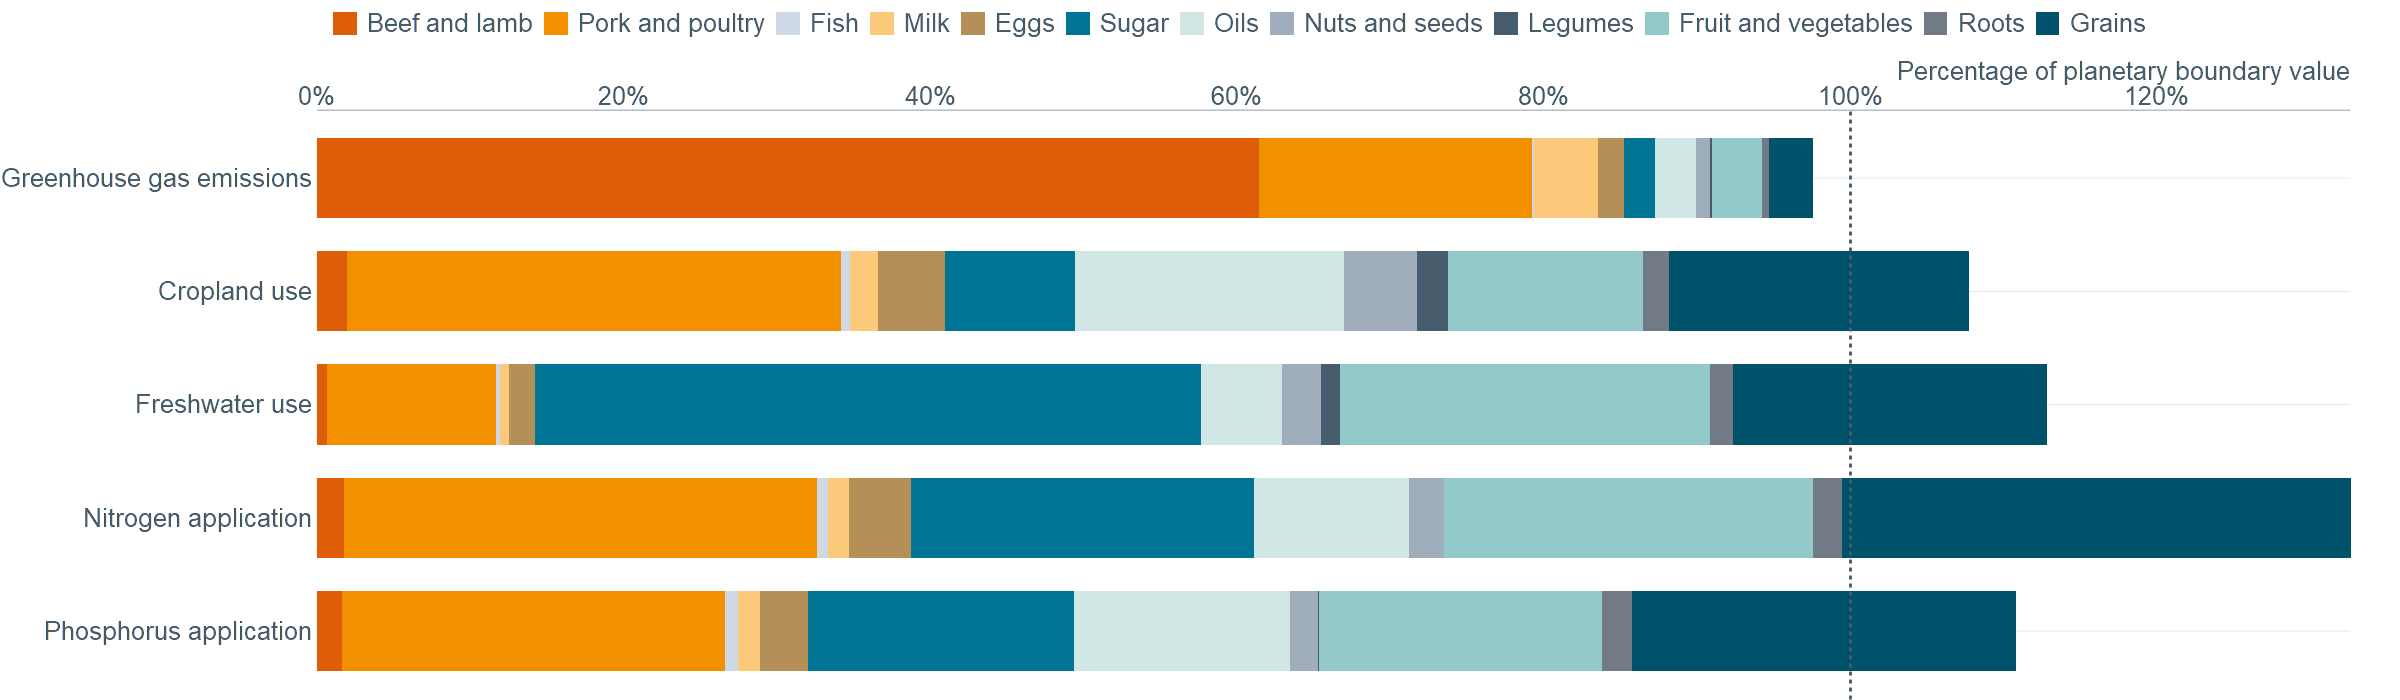 Beef and lamb Pork and poultry Fish Milk Eggs Sugar Oils Nuts and seeds Legumes Fruit and vegetables Roots Grains
Percentage of planetary boundary value
0% 20% 40% 60% 80% 100% 120%
Greenhouse gas emissions
Cropland use
Freshwater use
Nitrogen application
Phosphorus application